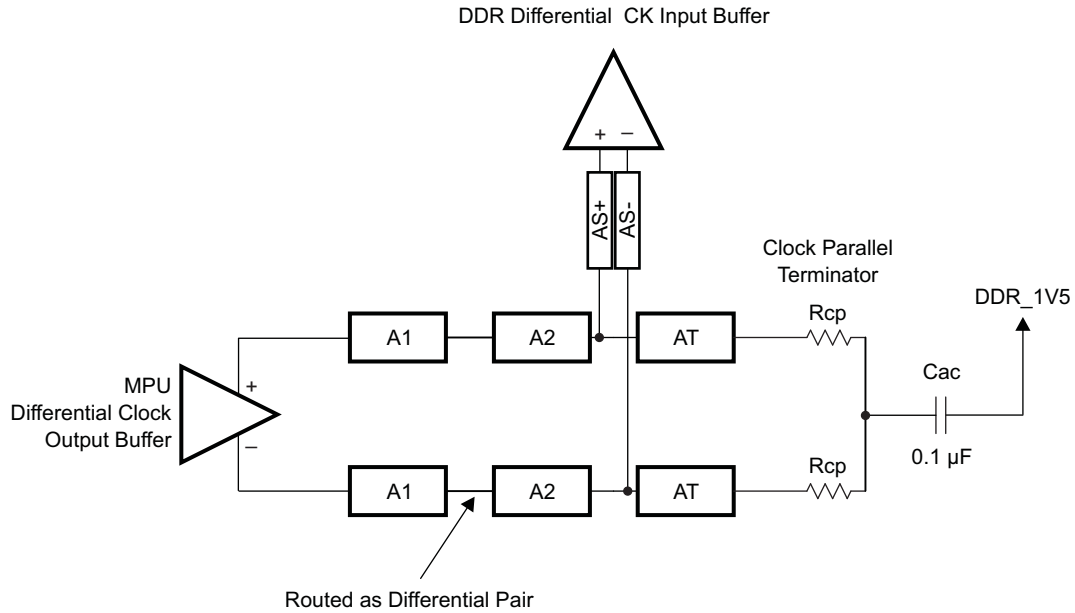 DDR Differential CK Input Buffer
+ −
AS+
AS-
Clock Parallel
Terminator
DDR_1V5
Rcp
A1
A2
AT
Cac
MPU
Differential Clock
Output Buffer
+
−
0.1 µF
Rcp
A1
A2
AT
Routed as Differential Pair